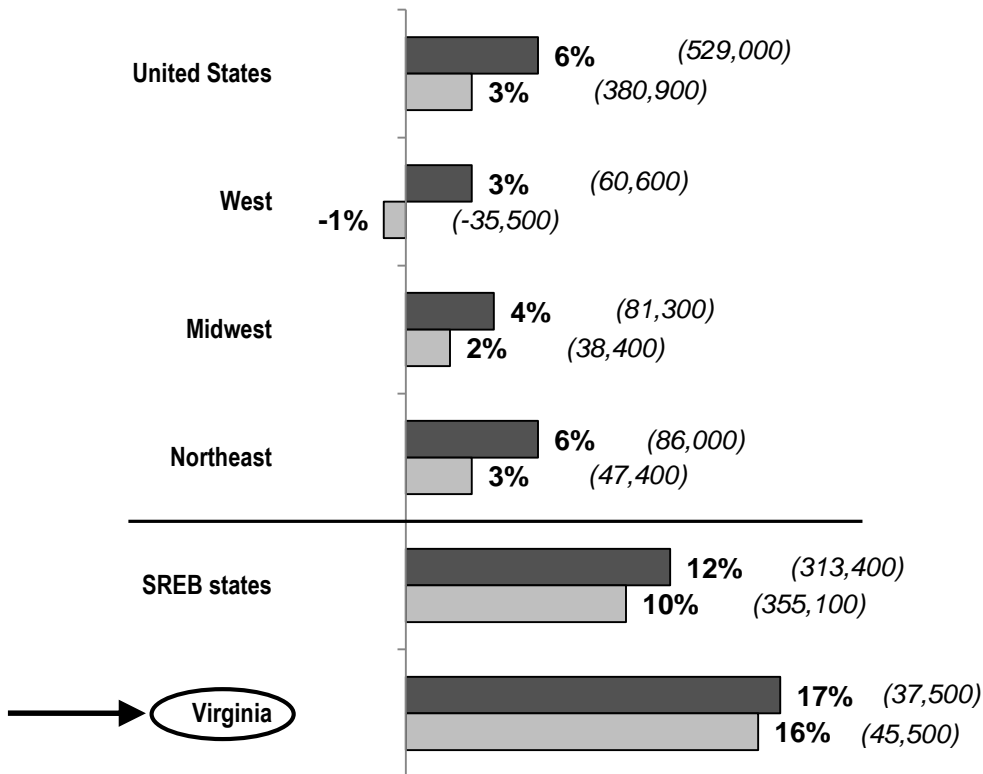 United States
6% (529,000)
3% (380,900)
West
3% (60,600)
-1% (-35,500)
Midwest
4% (81,300)
2% (38,400)
Northeast
6% (86,000)
3% (47,400)
SREB states
12% (313,400)
10% (355,100)
Virginia
17% (37,500)
16% (45,500)